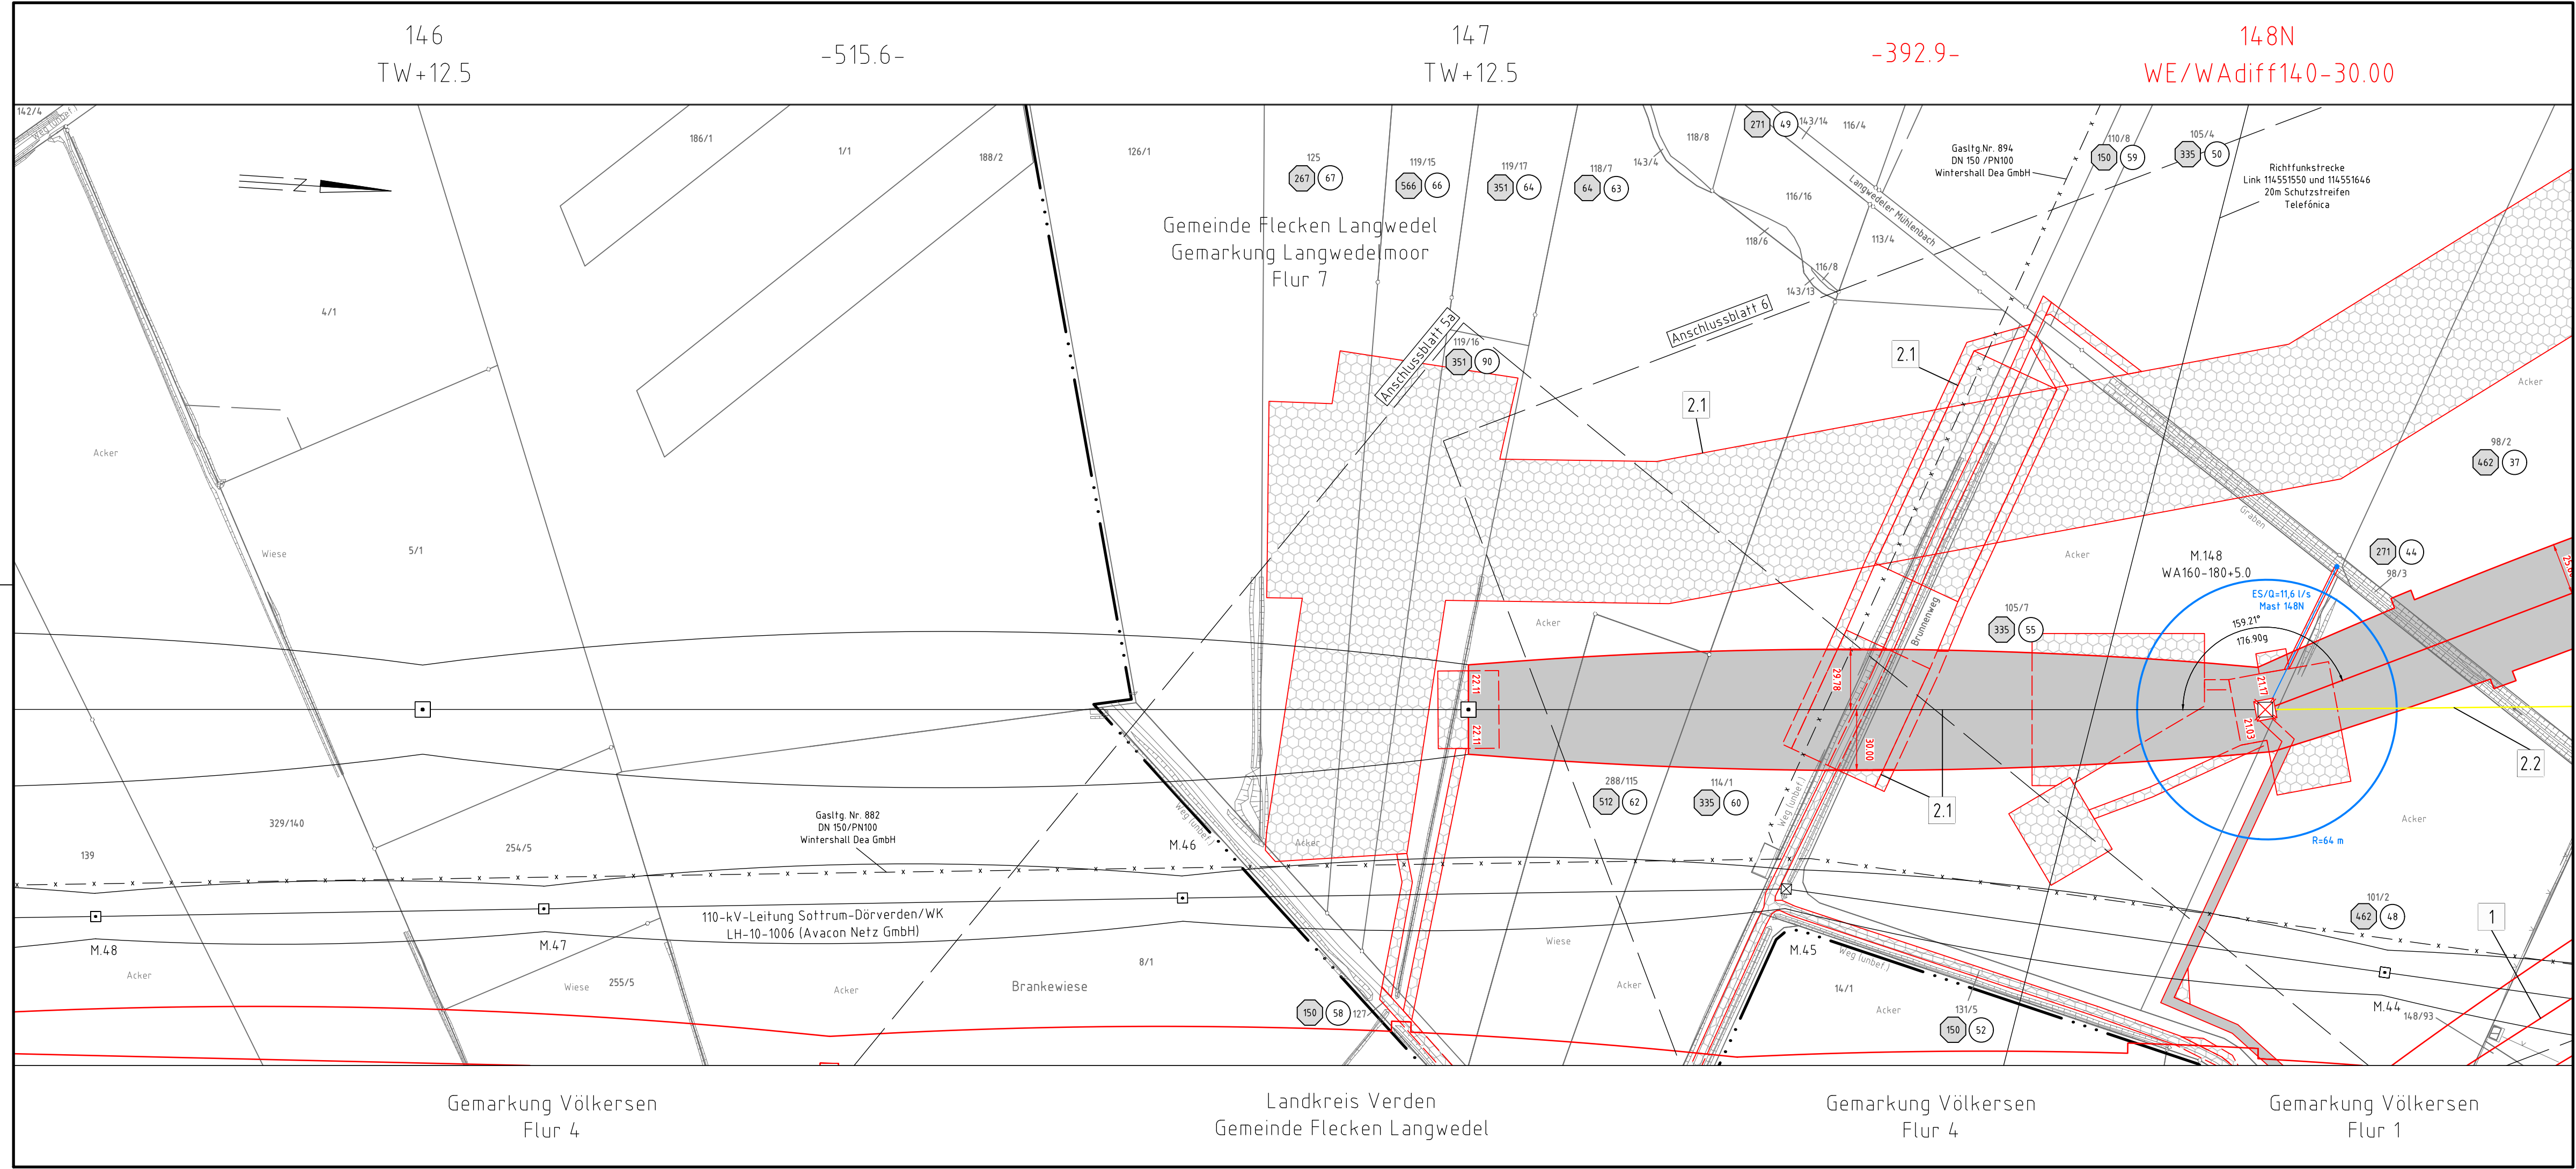 146
TW+12.5
-515.6-
147
TW+12.5
-392.9-
148N
WE/WAdiff140-30.00
142/4
Weg (unbef.)
186/1
1/1
188/2
126/1
125
267 67
119/15
566 66
119/17
351 64
118/7
64 63
143/4
118/8
271 49
143/14
116/4
Gasltg.Nr. 894
DN 150 /PN100
Wintershall Dea GmbH
110/8
150 59
105/4
335 50
Richtfunkstrecke
Link 114551550 und 114551646
20m Schutzstreifen
Telefónica
N
Gemeinde Flecken Langwedel
Gemarkung Langwedelmoor
Flur 7
116/16
Langwedeler Mühlenbach
118/6
113/4
116/8
143/13
4/1
Anschlussblatt 5a
Anschlussblatt 6
119/16
351 90
2.1
2.1
Acker
Acker
98/2
462 37
Graben
Wiese
5/1
Acker
M.148
WA160-180+5.0
271 44
98/3
25.6
ES/Q=11,6 l/s
Mast 148N
159.21°
176.90g
Acker
Brunnenweg
105/7
335 55
22.11
22.11
29.78
30.00
21.17
21.03
2.2
288/115
512 62
114/1
335 60
2.1
Weg (unbef.)
Acker
R=64 m
139
329/140
254/5
Gasltg. Nr. 882
DN 150/PN100
Wintershall Dea GmbH
M.46
Weg (unbef.)
Acker
110-kV-Leitung Sottrum-Dörverden/WK
LH-10-1006 (Avacon Netz GmbH)
M.48
M.47
Acker
Wiese
255/5
Acker
Brankewiese
8/1
150 58
127
Wiese
Acker
M.45
Weg (unbef.)
14/1
Acker
131/5
150 52
101/2
462 48
1
M.44
148/93
Gemarkung Völkersen
Flur 4
Landkreis Verden
Gemeinde Flecken Langwedel
Gemarkung Völkersen
Flur 4
Gemarkung Völkersen
Flur 1